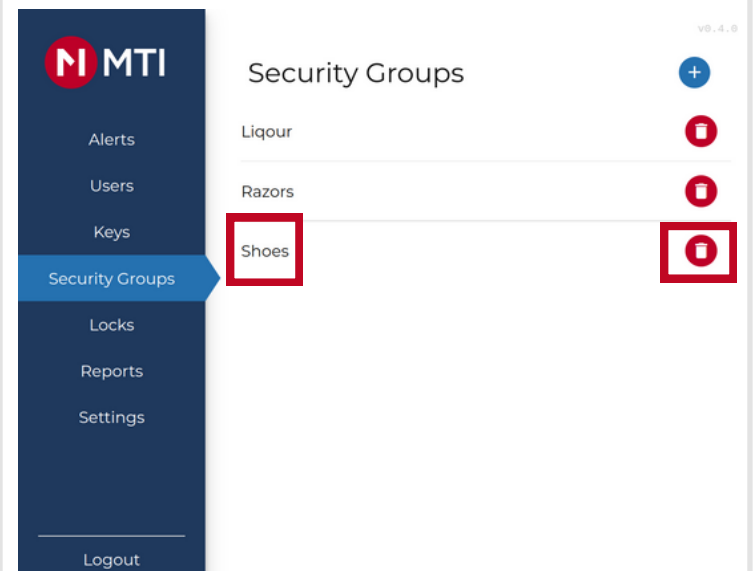 v0.4.0
MTI
Alerts
Users
Keys
Security Groups
Locks
Reports
Settings
Logout
Security Groups
Liqour
Razors
Shoes